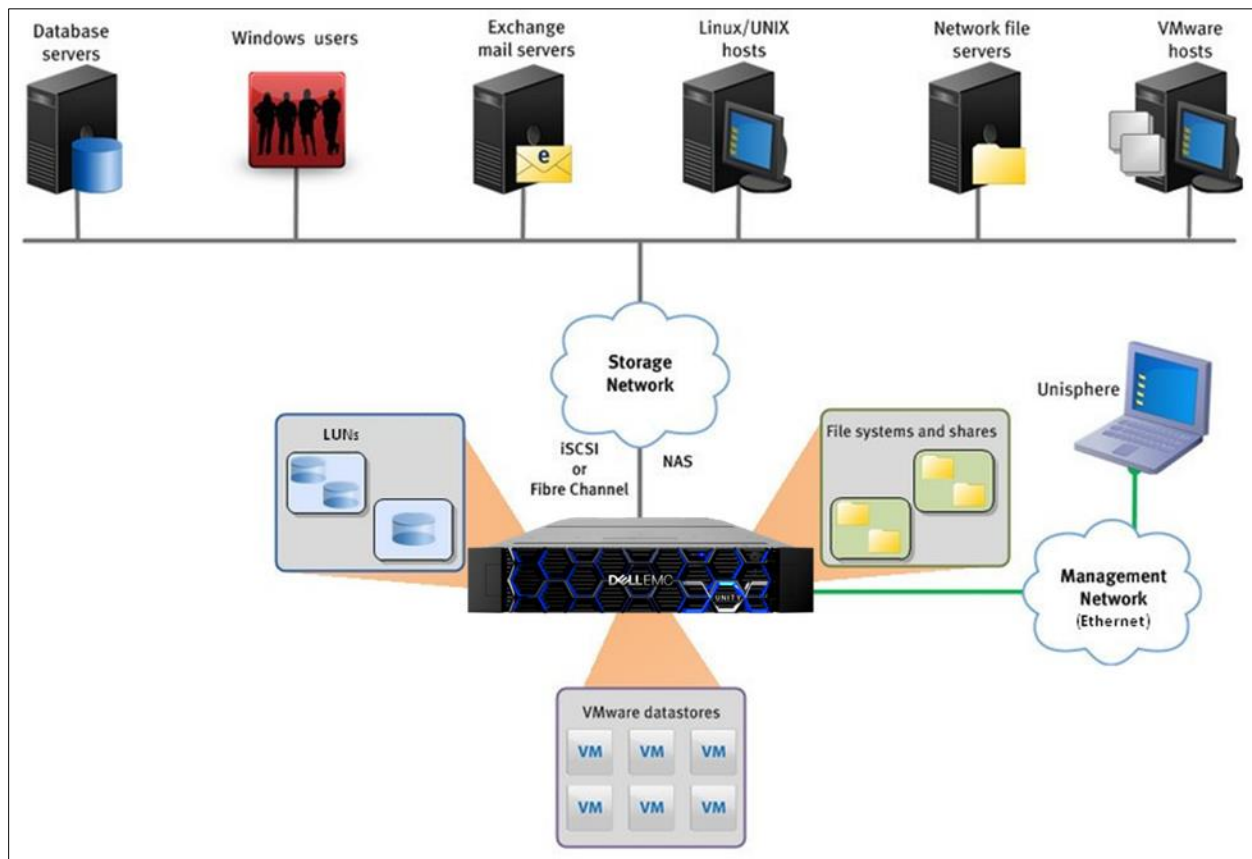 Database
servers
Windows users
Exchange
mail servers
Linux/UNIX
hosts
Network file
servers
VMware
hosts
e
Storage
Network
Unisphere
LUNs
iSCSI
or
Fibre Channel
NAS
File systems and shares
DELLEMC
UNITY
Management
Network
(Ethernet)
VMware datastores
VM VM VM
VM VM VM